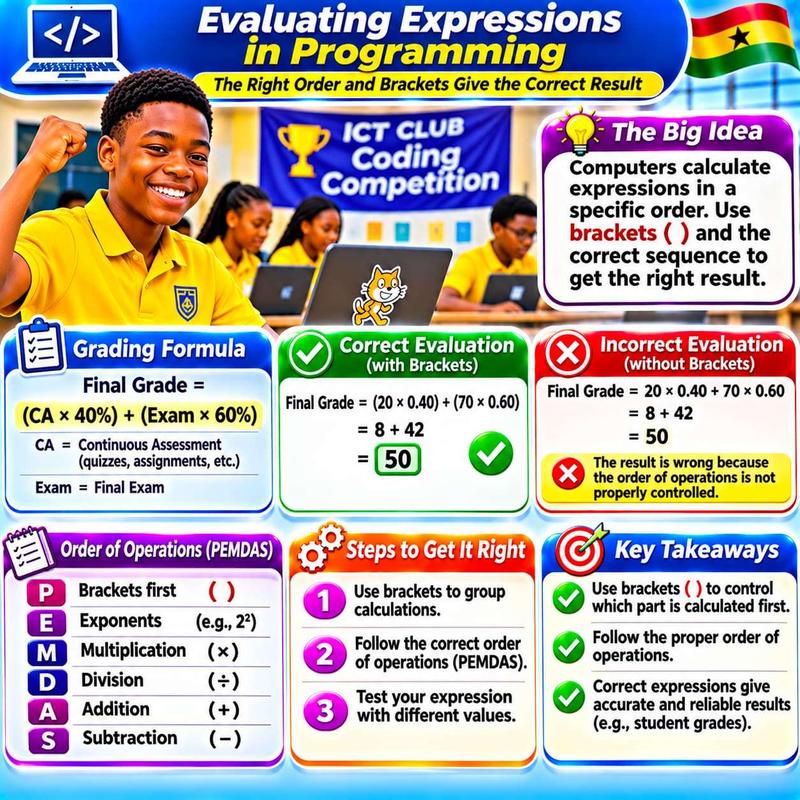 </>
Evaluating Expressions
in Programming
The Right Order and Brackets Give the Correct Result
ICT CLUB
Coding
Competition
The Big Idea
Computers calculate
expressions in a
specific order. Use
brackets ( ) and the
correct sequence to
get the right result.
Grading Formula
Final Grade =
(CA × 40%) + (Exam × 60%)
CA = Continuous Assessment
(quizzes, assignments, etc.)
Exam = Final Exam
Correct Evaluation
(with Brackets)
Final Grade = (20 × 0.40) + (70 × 0.60)
= 8 + 42
= 50
Incorrect Evaluation
(without Brackets)
Final Grade = 20 × 0.40 + 70 × 0.60
= 8 + 42
= 50
The result is wrong because
the order of operations is not
properly controlled.
Order of Operations (PEMDAS)
P Brackets first ( )
E Exponents (e.g., 2²)
M Multiplication (×)
D Division (÷)
A Addition (+)
S Subtraction (−)
Steps to Get It Right
1 Use brackets to group
calculations.
2 Follow the correct order
of operations (PEMDAS).
3 Test your expression
with different values.
Key Takeaways
Use brackets ( ) to control
which part is calculated first.
Follow the proper order of
operations.
Correct expressions give
accurate and reliable results
(e.g., student grades).